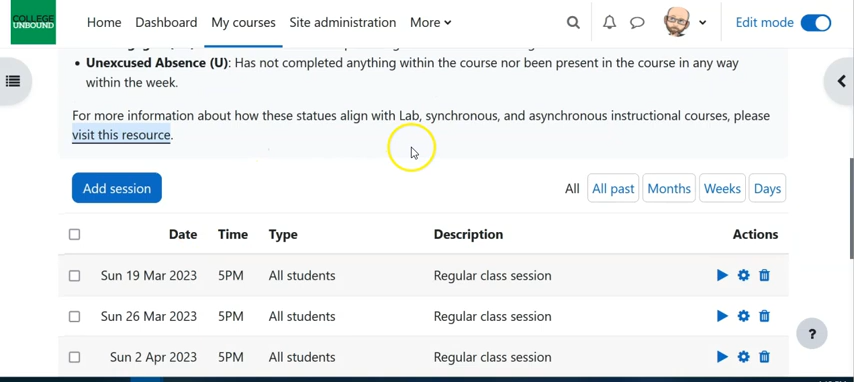 COLLEGE
UNBOUND
Home Dashboard My courses Site administration More Edit mode
Unexcused Absence (U): Has not completed anything within the course nor been present in the course in any way
within the week.
For more information about how these statues align with Lab, synchronous, and asynchronous instructional courses, please
visit this resource.
Add session All All past Months Weeks Days
Date Time Type Description Actions
Sun 19 Mar 2023 5PM All students Regular class session
Sun 26 Mar 2023 5PM All students Regular class session
?
Sun 2 Apr 2023 5PM All students Regular class session